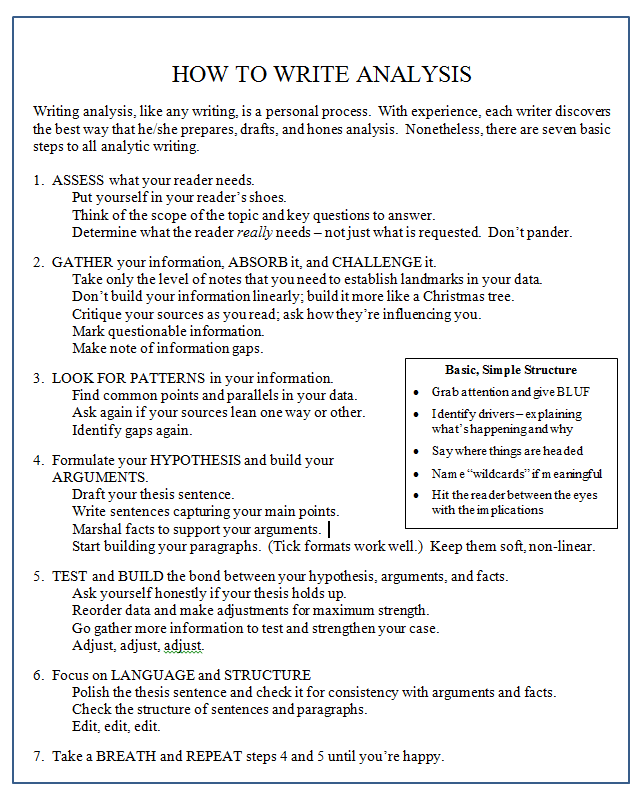 HOW TO WRITE ANALYSIS
Writing analysis, like any writing, is a personal process. With experience, each writer discovers
the best way that he/she prepares, drafts, and hones analysis. Nonetheless, there are seven basic
steps to all analytic writing.
1. ASSESS what your reader needs.
Put yourself in your reader's shoes.
Think of the scope of the topic and key questions to answer.
Determine what the reader really needs – not just what is requested. Don't pander.
2. GATHER your information, ABSORB it, and CHALLENGE it.
Take only the level of notes that you need to establish landmarks in your data.
Don't build your information linearly; build it more like a Christmas tree.
Critique your sources as you read; ask how they're influencing you.
Mark questionable information.
Make note of information gaps.
3. LOOK FOR PATTERNS in your information.
Find common points and parallels in your data.
Ask again if your sources lean one way or other.
Identify gaps again.
4. Formulate your HYPOTHESIS and build your
ARGUMENTS.
Draft your thesis sentence.
Write sentences capturing your main points.
Marshal facts to support your arguments.
Start building your paragraphs. (Tick formats work well.) Keep them soft, non-linear.
Basic, Simple Structure
• Grab attention and give BLUF
• Identify drivers – explaining
what's happening and why
• Say where things are headed
• Name "wildcards" if meaningful
• Hit the reader between the eyes
with the implications
5. TEST and BUILD the bond between your hypothesis, arguments, and facts.
Ask yourself honestly if your thesis holds up.
Reorder data and make adjustments for maximum strength.
Go gather more information to test and strengthen your case.
Adjust, adjust, adjust.
6. Focus on LANGUAGE and STRUCTURE
Polish the thesis sentence and check it for consistency with arguments and facts.
Check the structure of sentences and paragraphs.
Edit, edit, edit.
7. Take a BREATH and REPEAT steps 4 and 5 until you're happy.